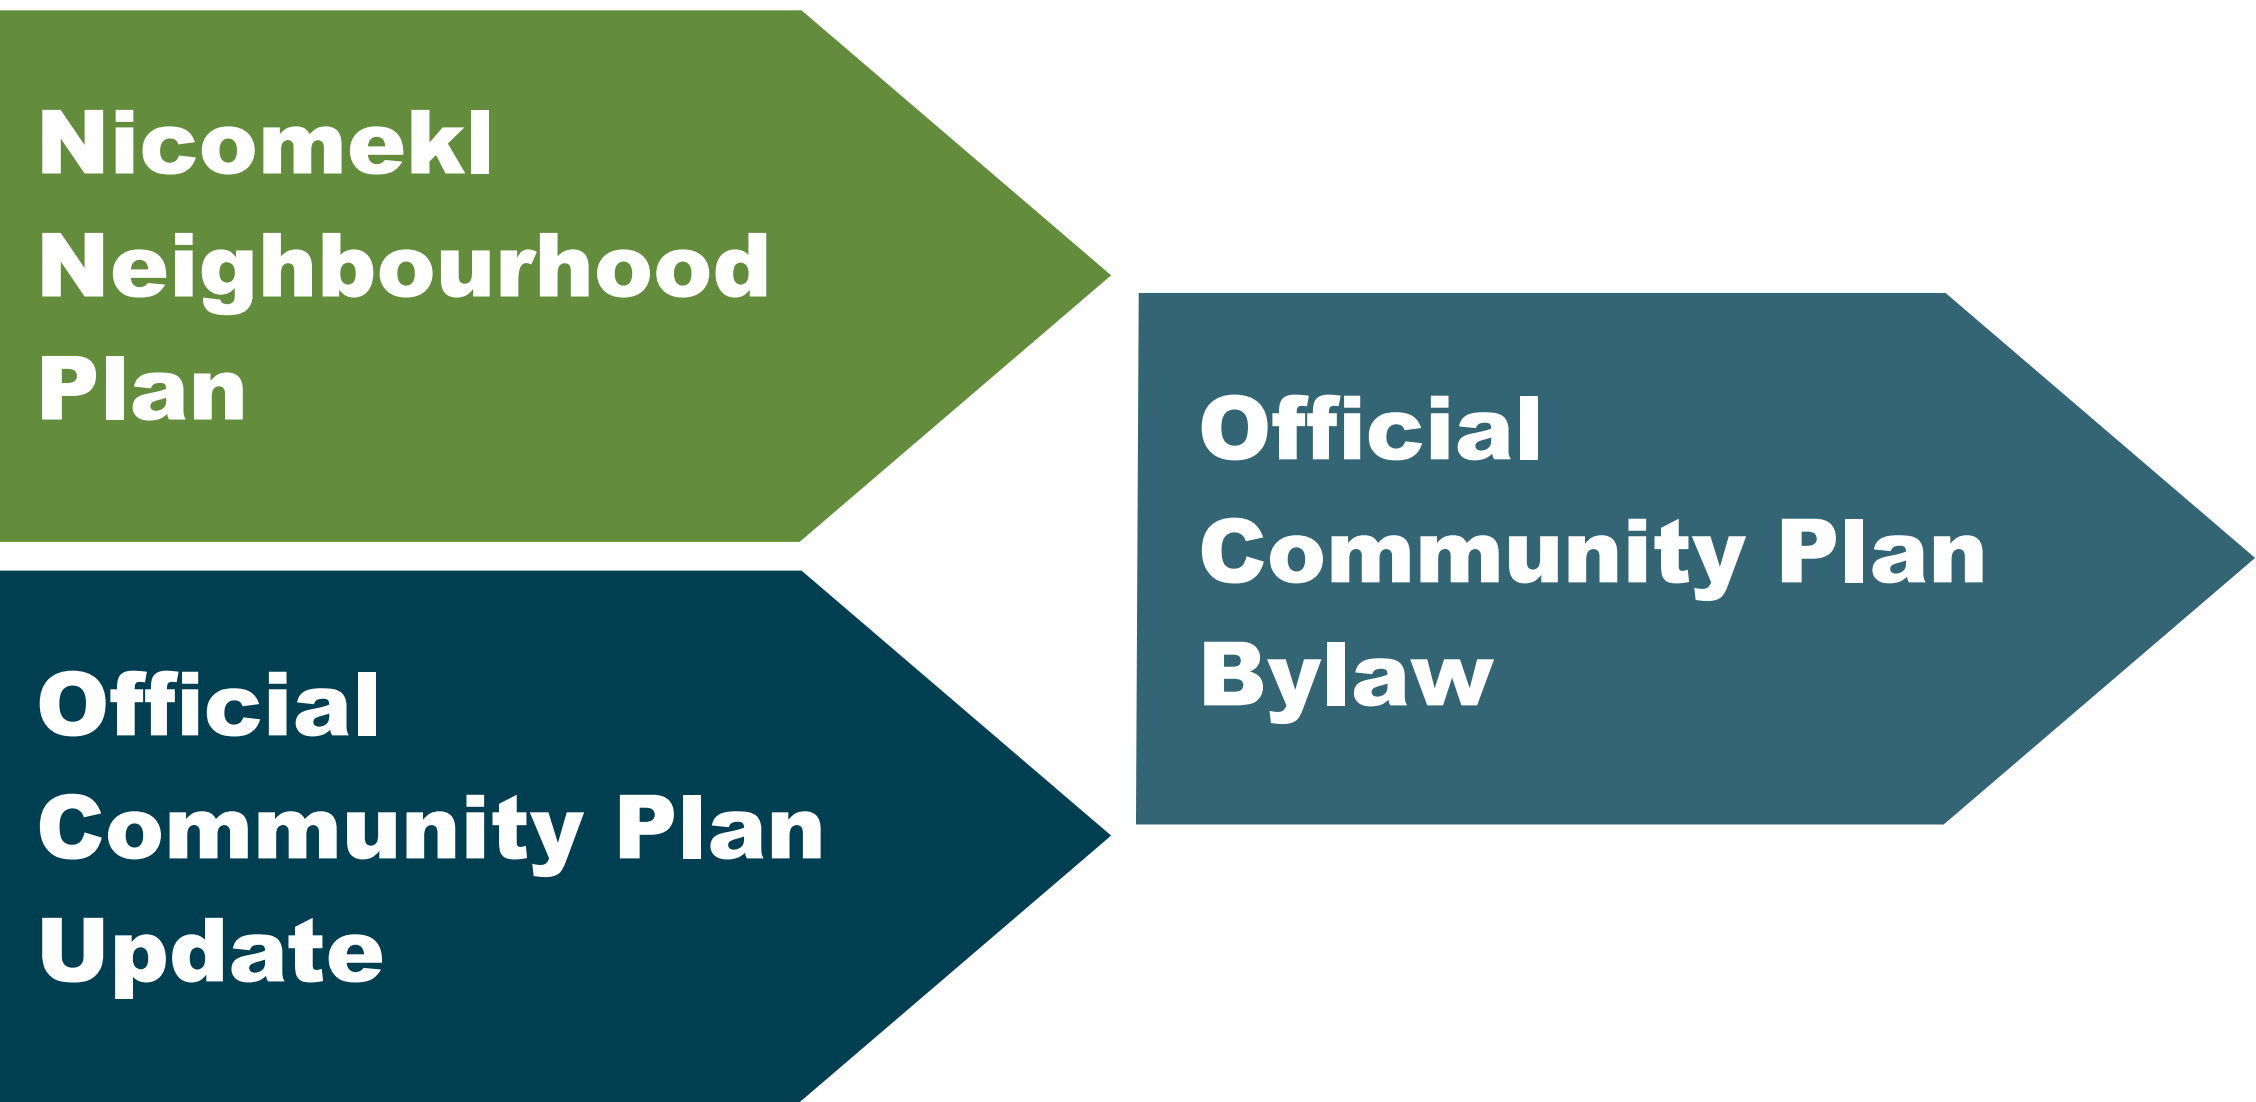 Nicomekl
Neighbourhood
Plan
Official
Community Plan
Update
Official
Community Plan
Bylaw